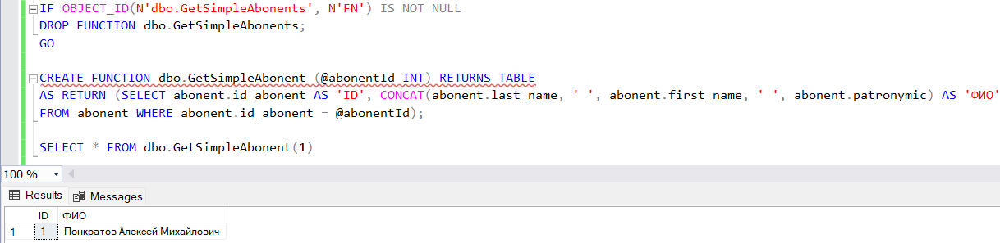 IF OBJECT_ID(N'dbo.GetSimpleAbonents', N'FN') IS NOT NULL
DROP FUNCTION dbo.GetSimpleAbonents;
GO
CREATE FUNCTION dbo.GetSimpleAbonent (@abonentId INT) RETURNS TABLE
AS RETURN (SELECT abonent.id_abonent AS 'ID', CONCAT(abonent.last_name, ' ', abonent.first_name, ' ', abonent.patronymic) AS 'ФИО'
FROM abonent WHERE abonent.id_abonent = @abonentId);
SELECT * FROM dbo.GetSimpleAbonent(1)
100 %
Results Messages
ID ФИО
1 1 Понкратов Алексей Михайлович